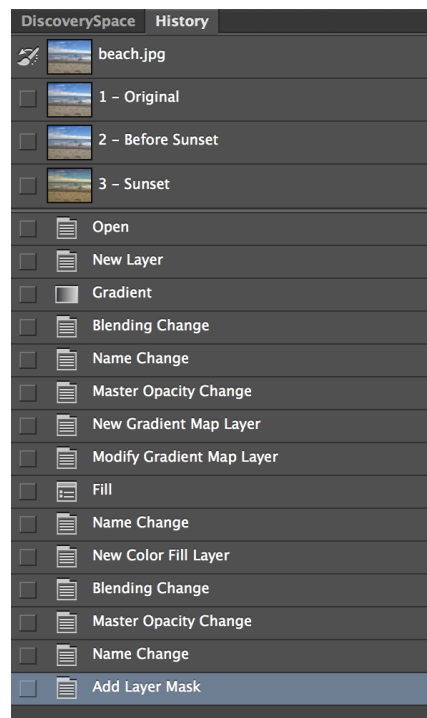 DiscoverySpace History
beach.jpg
1 – Original
2 – Before Sunset
3 – Sunset
Open
New Layer
Gradient
Blending Change
Name Change
Master Opacity Change
New Gradient Map Layer
Modify Gradient Map Layer
Fill
Name Change
New Color Fill Layer
Blending Change
Master Opacity Change
Name Change
Add Layer Mask